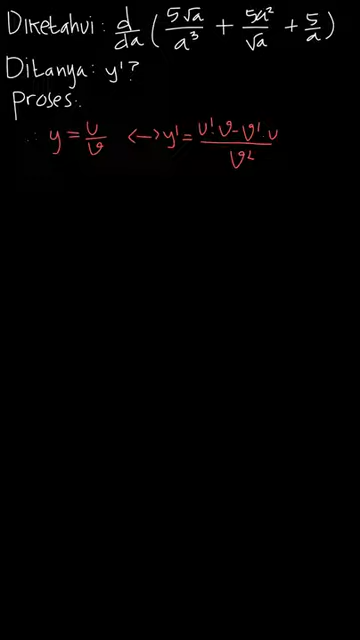 Diketahui: d/da (5√a/a³ + 5a²/√a + 5/a)
Ditanya: y'?
Proses:
∴ y = u/v ⟷ y' = u'·v - v'·u/v²